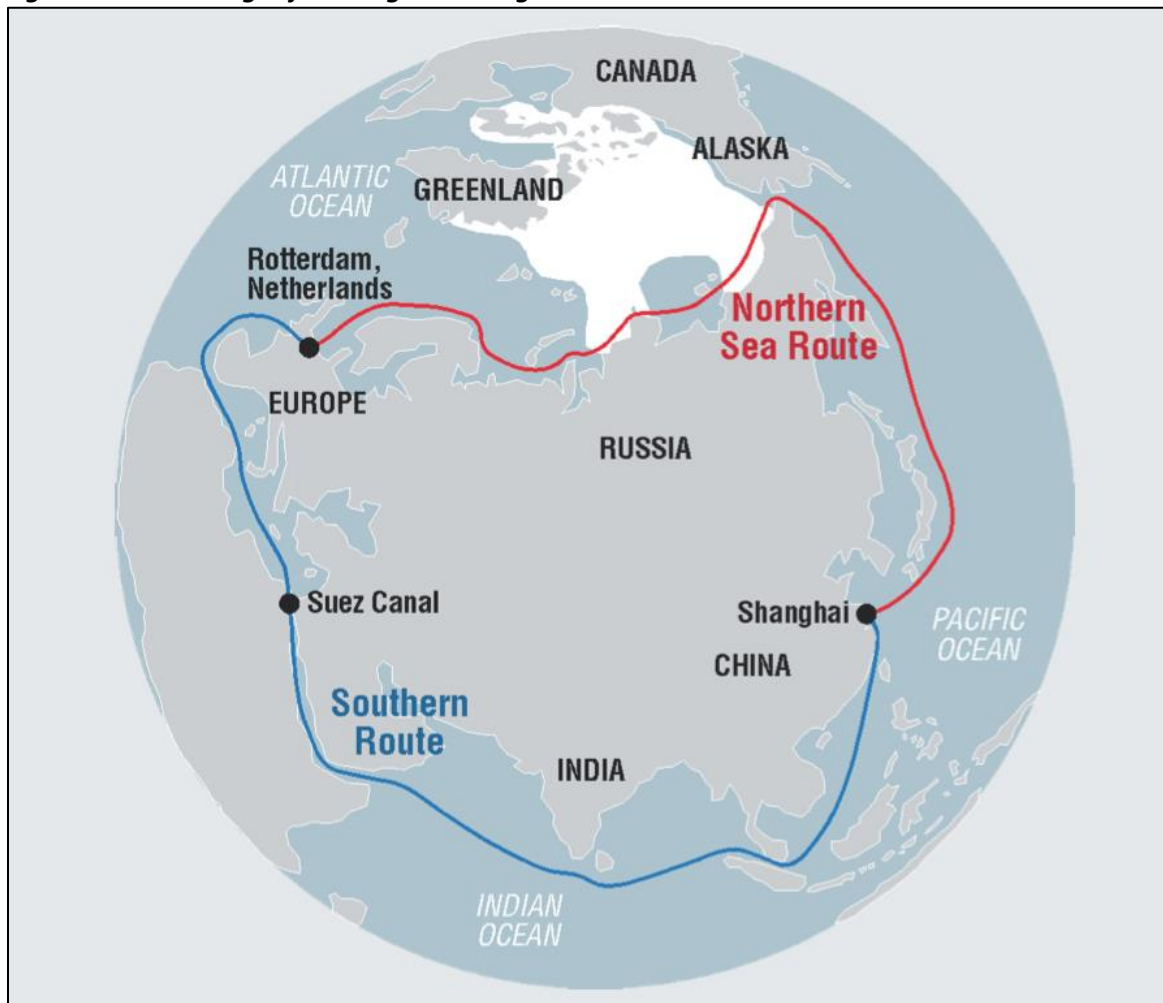 CANADA
ALASKA
GREENLAND
ATLANTIC
OCEAN
Rotterdam,
Netherlands
Northern
Sea Route
EUROPE
RUSSIA
Suez Canal
Shanghai
PACIFIC
OCEAN
CHINA
Southern
Route
INDIA
INDIAN
OCEAN